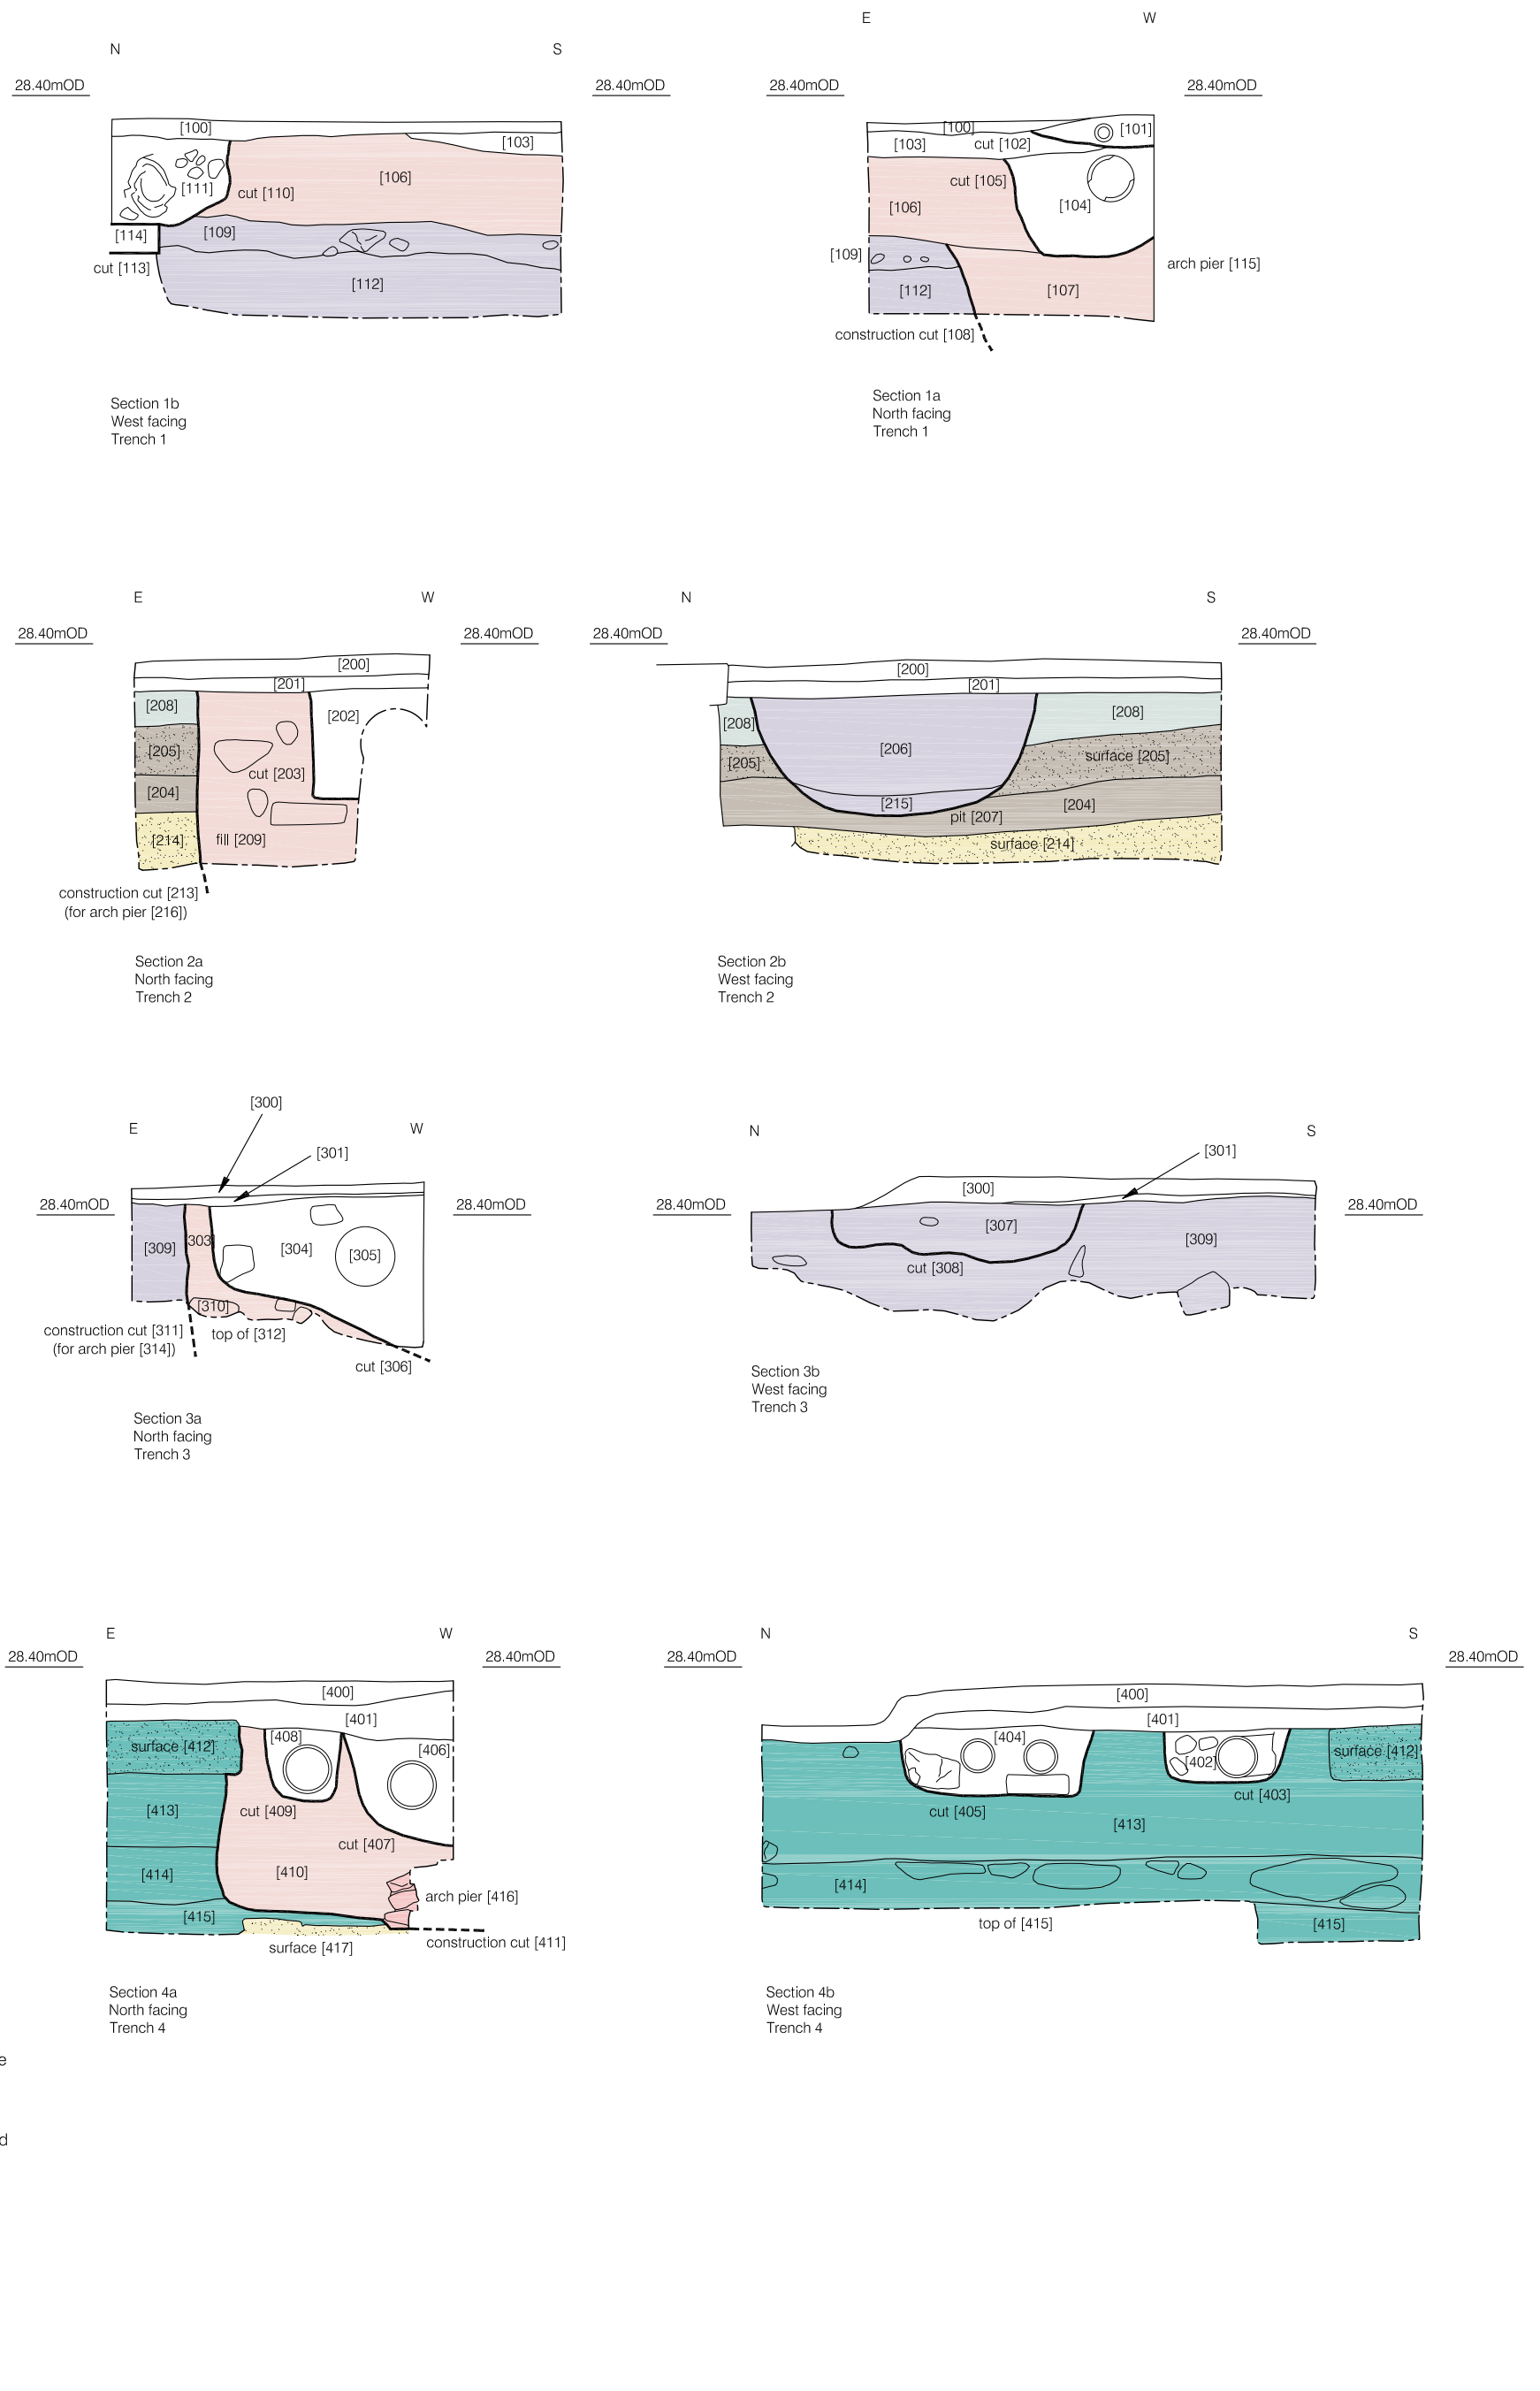 E W
N S
28.40mOD 28.40mOD 28.40mOD 28.40mOD
[100] [103]
[111] [106]
cut [110]
[114] [109]
cut [113] [112]
[100] [101]
[103] cut [102]
cut [105]
[106] [104]
[109] arch pier [115]
[112] [107]
construction cut [108]
Section 1b
West facing
Trench 1
Section 1a
North facing
Trench 1
E W N S
28.40mOD 28.40mOD 28.40mOD 28.40mOD
[200]
[201]
[208] [202]
[205]
cut [203]
[204]
[214] fill [209]
construction cut [213]
(for arch pier [216])
[200]
[201]
[208] [208]
[206]
[205] surface [205]
[215] [204]
pit [207]
surface [214]
Section 2a
North facing
Trench 2
Section 2b
West facing
Trench 2
[300]
E W N S
[301] [301]
28.40mOD 28.40mOD 28.40mOD 28.40mOD
303
[309] [304] [305]
[310]
construction cut [311]
(for arch pier [314])
top of [312]
cut [306]
[300]
[307]
[309]
cut [308]
Section 3a
North facing
Trench 3
Section 3b
West facing
Trench 3
E W N S
28.40mOD 28.40mOD 28.40mOD 28.40mOD
[400]
[401]
[408]
surface [412] [406]
[413] cut [409]
cut [407]
[414] [410]
arch pier [416]
[415]
surface [417] construction cut [411]
[400]
[401]
[404]
surface [412]
[402]
cut [403]
cut [405]
[413]
[414]
top of [415] [415]
Section 4a
North facing
Trench 4
Section 4b
West facing
Trench 4
e
d